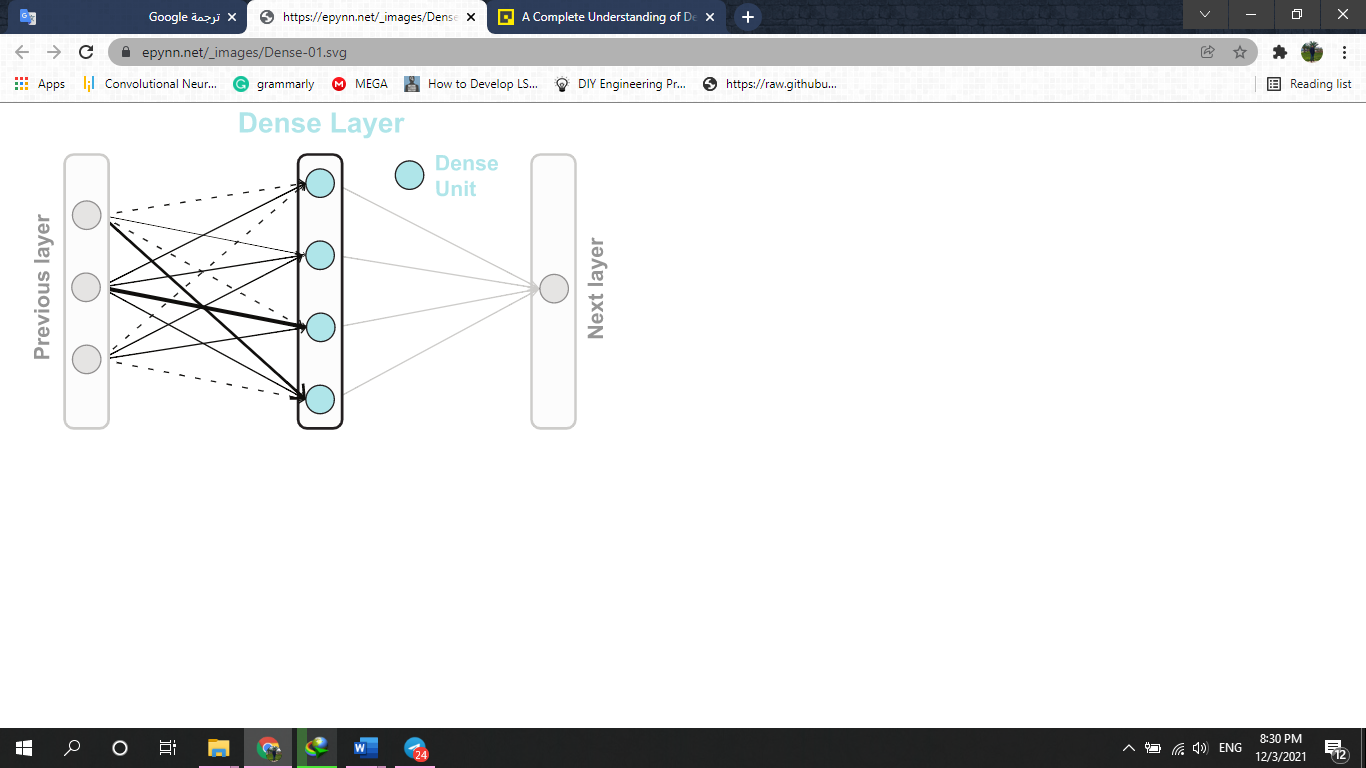 ترجمة Google
https://epynn.net/_images/Dense
A Complete Understanding of De
epynn.net/_images/Dense-01.svg
Apps
Convolutional Neur...
grammarly
MEGA
How to Develop LS...
DIY Engineering Pr...
https://raw.githubu...
Reading list
Dense Layer
Dense
Unit
Previous layer
Next layer
24
ENG
8:30 PM
12/3/2021
12